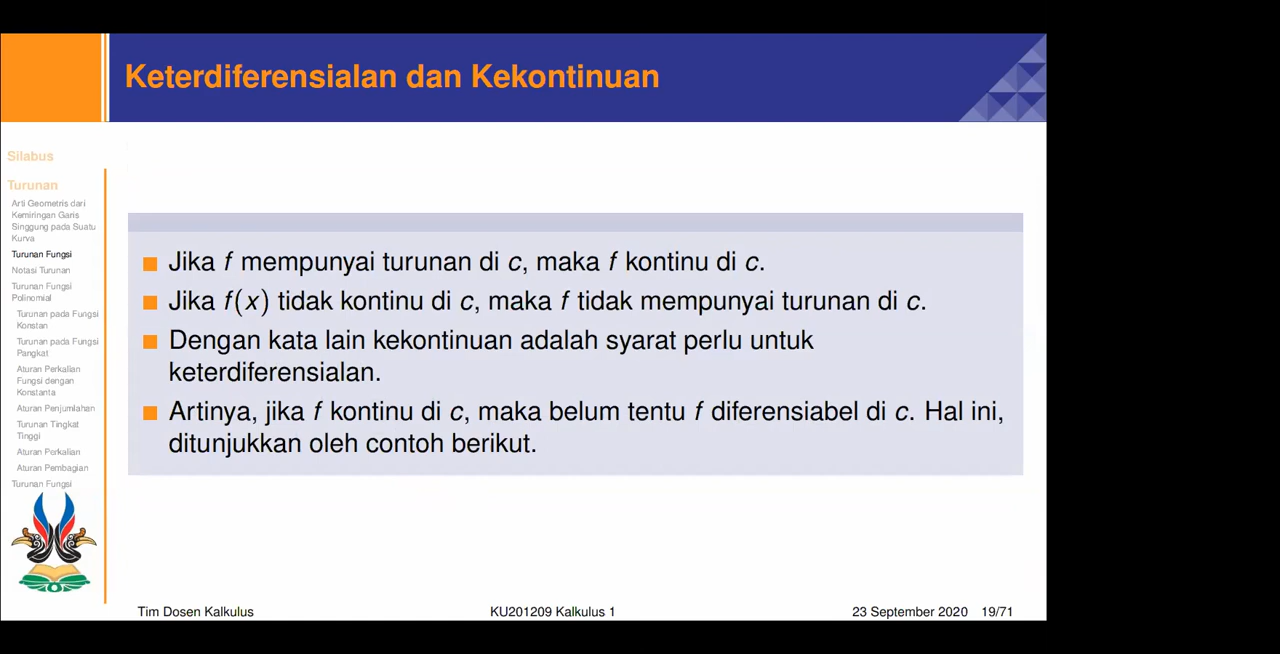 Keterdiferensialan dan Kekontinuan
Silabus
Turunan
Arti Geometris dari
Kemiringan Garis
Singgung pada Suatu
Kurva
Turunan Fungsi
Notasi Turunan
Turunan Fungsi
Polinomial
Turunan pada Fungsi
Konstan
Turunan pada Fungsi
Pangkat
Aturan Perkalian
Fungsi dengan
Konstanta
Aturan Penjumlahan
Turunan Tingkat
Tinggi
Aturan Perkalian
Aturan Pembagian
Turunan Fungsi
Jika f mempunyai turunan di c, maka f kontinu di c.
Jika f(x) tidak kontinu di c, maka f tidak mempunyai turunan di c.
Dengan kata lain kekontinuan adalah syarat perlu untuk
keterdiferensialan.
Artinya, jika f kontinu di c, maka belum tentu f diferensiabel di c. Hal ini,
ditunjukkan oleh contoh berikut.
Tim Dosen Kalkulus
KU201209 Kalkulus 1
23 September 2020 19/71